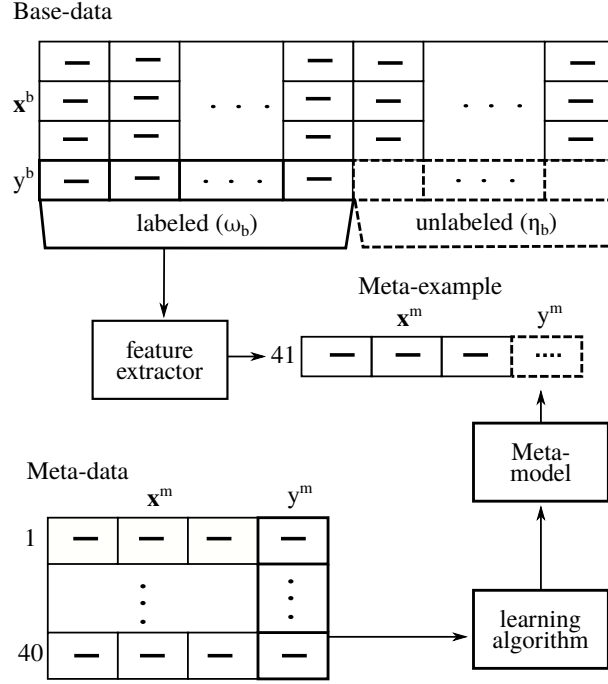 Base-data
x^b
. . .
. . .
y^b
. . .
. . .
labeled (ω_b)
unlabeled (η_b)
Meta-example
x^m
y^m
feature
extractor
41
Meta-
model
Meta-data
x^m
y^m
1
40
learning
algorithm